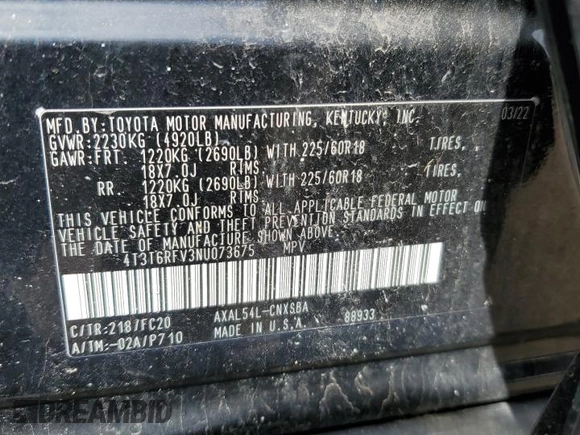 MFD.BY:TOYOTA MOTOR MANUFACTURING, KENTUCKY, INC. 03/22
GVWR:2230KG (4920LB)
GAWR:FRT 1220KG (2690LB) WITH 225/60R18 TIRES,
18X7.0J RIMS
RR 1220KG (2690LB) WITH 225/60R18 TIRES,
18X7.0J RIMS
THIS VEHICLE CONFORMS TO ALL APPLICABLE FEDERAL MOTOR
VEHICLE SAFETY AND THEFT PREVENTION STANDARDS IN EFFECT ON
THE DATE OF MANUFACTURE SHOWN ABOVE.
4T3T6RFV3NU073675 MPV
C/TR:218/FC20 AXAL54L-CNXSBA
A/TM:-02A/P710 MADE IN U.S.A. 88933
DREAMBID